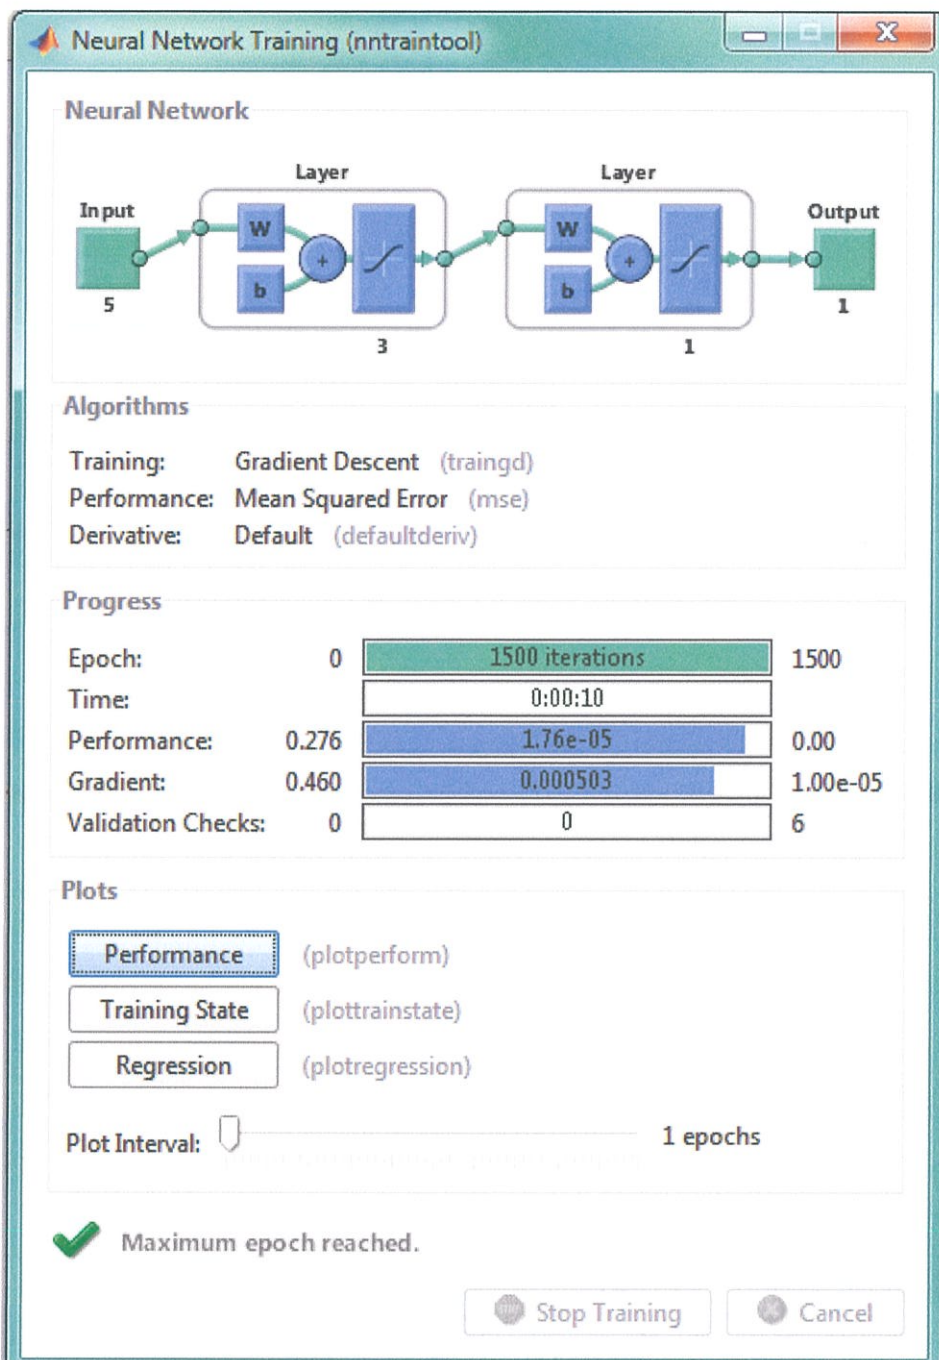 Neural Network Training (nntraintool)
Neural Network
Layer Layer
Input Output
W W
+ +
b b
5 1
3 1
Algorithms
Training: Gradient Descent (traingd)
Performance: Mean Squared Error (mse)
Derivative: Default (defaultderiv)
Progress
Epoch: 0 1500 iterations 1500
Time: 0:00:10
Performance: 0.276 1.76e-05 0.00
Gradient: 0.460 0.000503 1.00e-05
Validation Checks: 0 0 6
Plots
Performance (plotperform)
Training State (plottrainstate)
Regression (plotregression)
Plot Interval: 1 epochs
Maximum epoch reached.
Stop Training Cancel